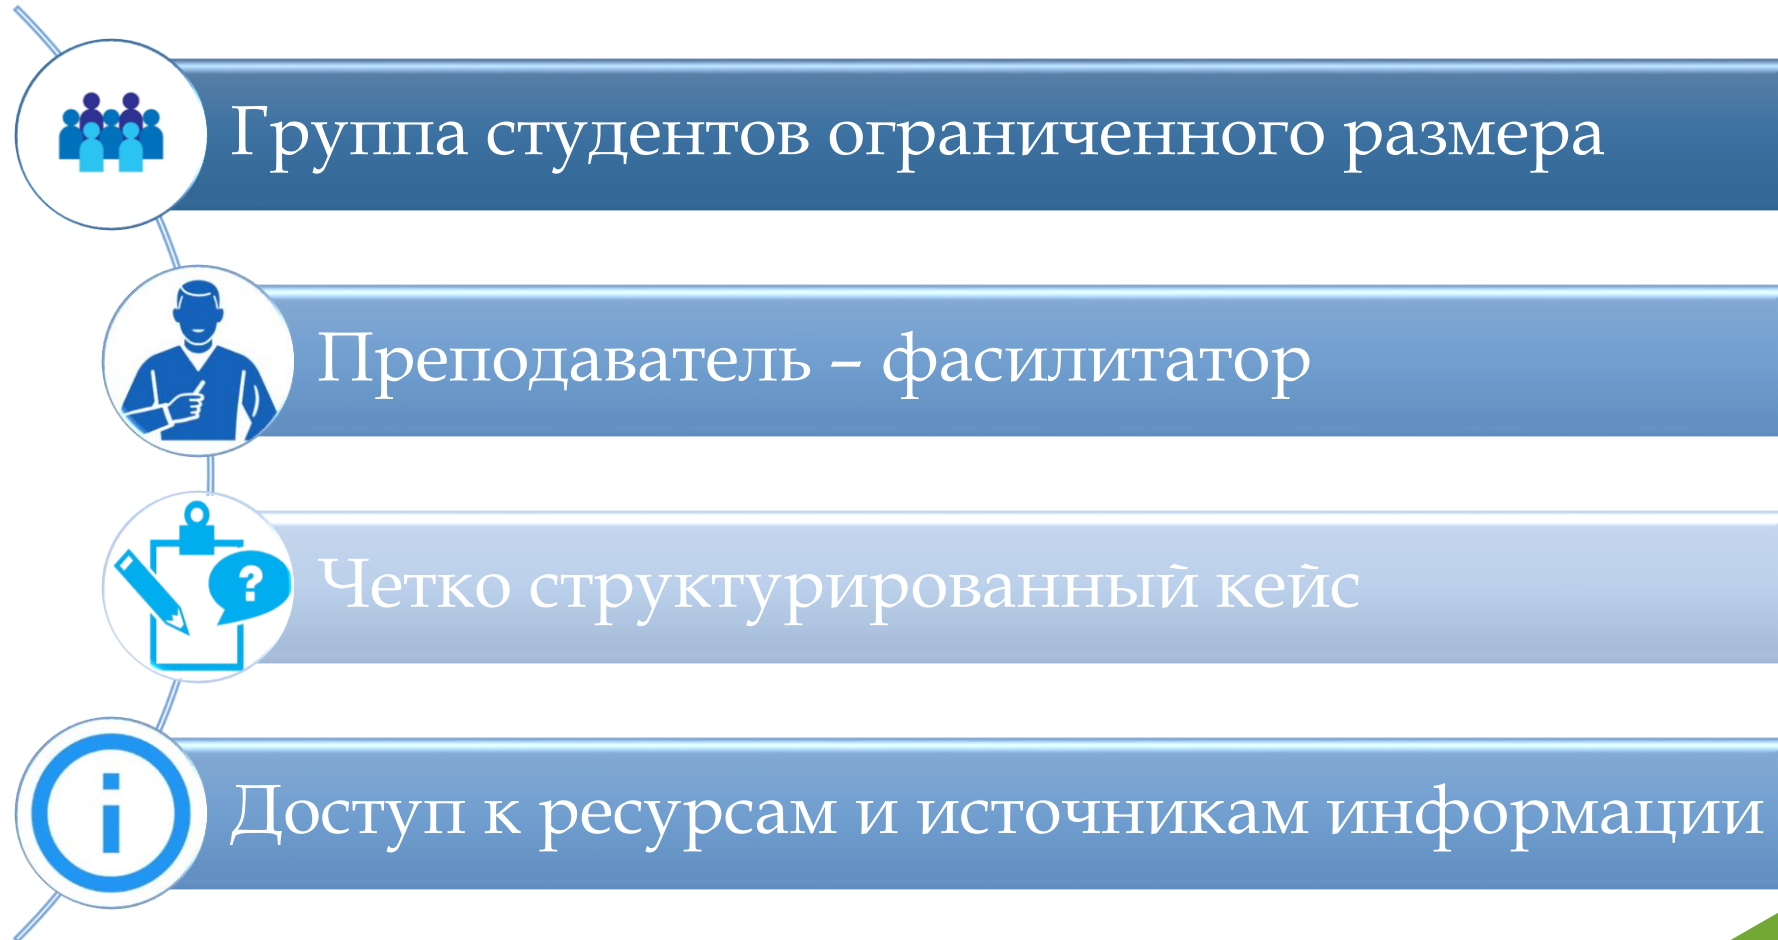 Группа студентов ограниченного размера
Преподаватель – фасилитатор
?
Четко структурированный кейс
i
Доступ к ресурсам и источникам информации